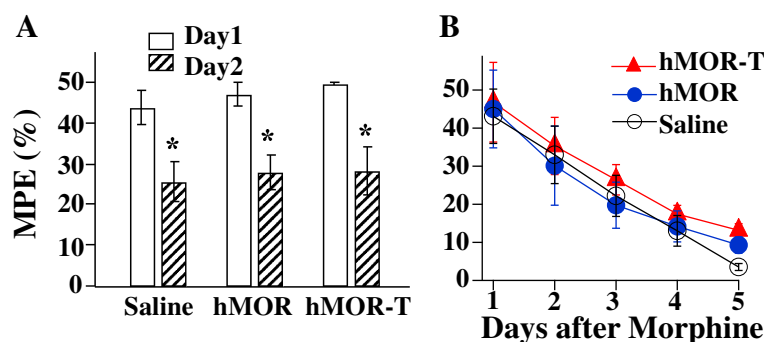 A
Day1
Day2
MPE (%)
50
40
30
20
10
0
* * *
Saline hMOR hMOR-T
B
hMOR-T
hMOR
Saline
50
40
30
20
10
0
1 2 3 4 5
Days after Morphine